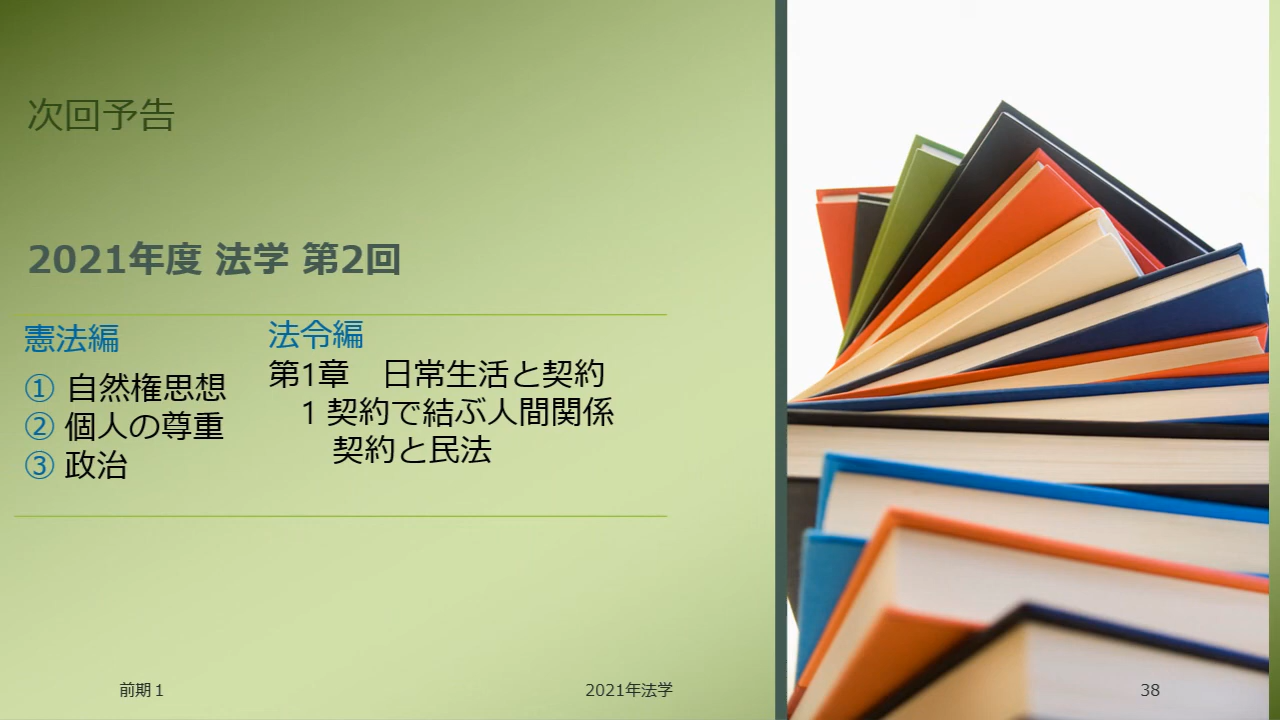 次回予告
2021年度 法学 第2回
憲法編
① 自然権思想
② 個人の尊重
③ 政治
法令編
第1章　日常生活と契約
１契約で結ぶ人間関係
契約と民法
前期１
2021年法学
38